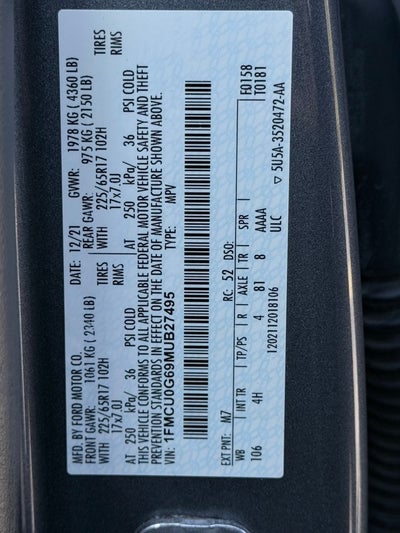 MFD. BY FORD MOTOR CO. 12/21 GVWR: 1978 KG ( 4360 LB)
FRONT GAWR: 1061 KG ( 2340 LB) REAR GAWR: 975 KG ( 2150 LB)
WITH 225/65R17 102H TIRES WITH 225/65R17 102H TIRES
17x7.0J RIMS 17x7.0J RIMS
AT 250 kPa/ 36 PSI COLD AT 250 kPa/ 36 PSI COLD
THIS VEHICLE CONFORMS TO ALL APPLICABLE FEDERAL MOTOR VEHICLE SAFETY AND THEFT
PREVENTION STANDARDS IN EFFECT ON THE DATE OF MANUFACTURE SHOWN ABOVE.
VIN: 1FMCU0G69MUB27495 TYPE: MPV
F0158
T0181
EXT PNT: M7 RC: 52 DSO:
WB INT TR TP/PS R AXLE TR SPR
106 4H 4 81 8 AAAA
ULC
1202112018106
▽ 5U5A-3520472-AA